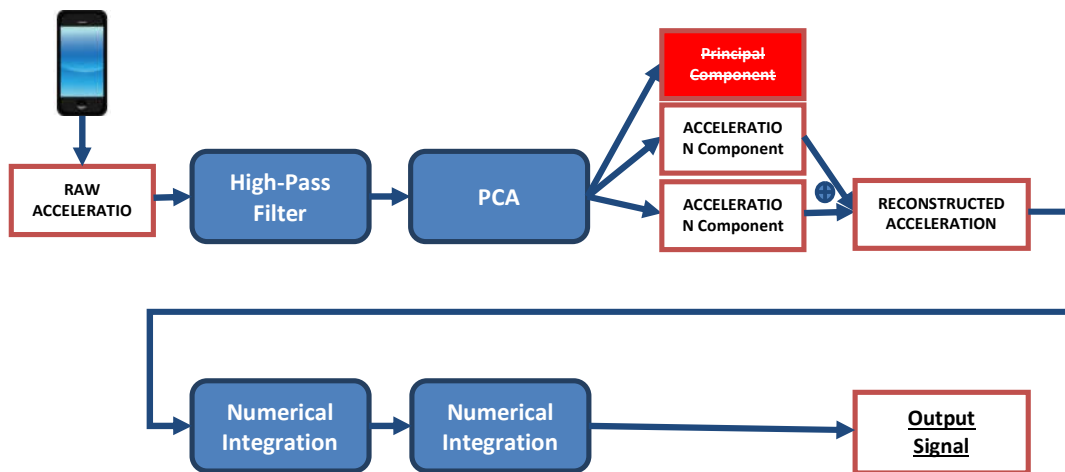 Principal
Component
ACCELERATIO
N Component
RAW
ACCELERATIO
High-Pass
Filter
PCA
ACCELERATIO
N Component
RECONSTRUCTED
ACCELERATION
Numerical
Integration
Numerical
Integration
Output
Signal